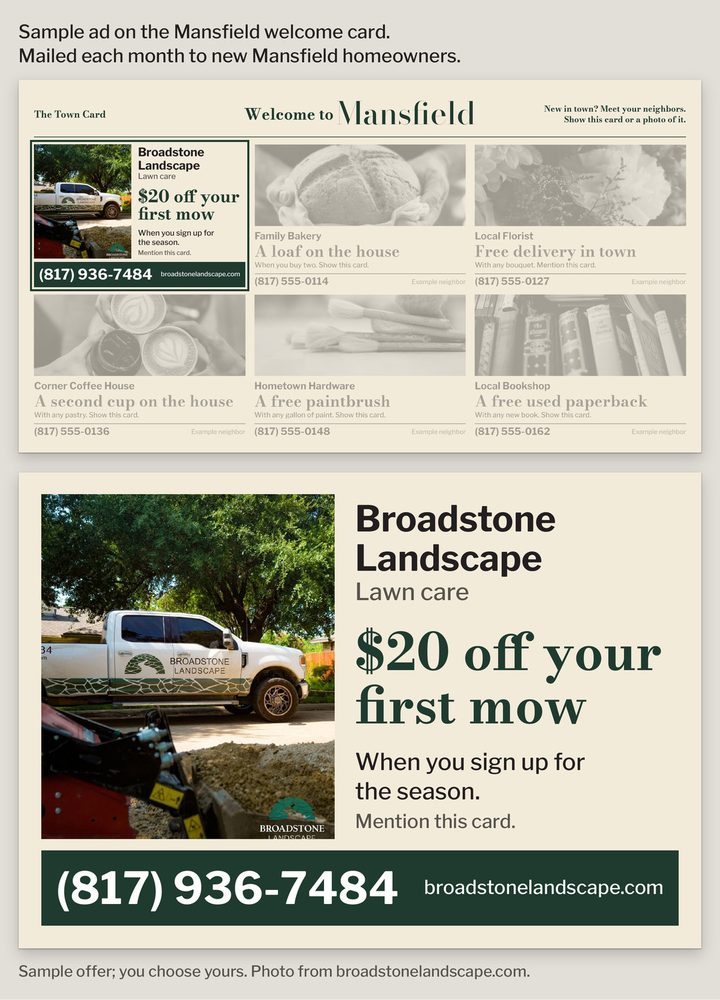 Sample ad on the Mansfield welcome card.
Mailed each month to new Mansfield homeowners.
The Town Card
Welcome to Mansfield
New in town? Meet your neighbors.
Show this card or a photo of it.
Broadstone
Landscape
Lawn care
$20 off your
first mow
When you sign up for
the season.
Mention this card.
(817) 936-7484 broadstonelandscape.com
Family Bakery
A loaf on the house
When you buy two. Show this card.
(817) 555-0114 Example neighbor
Local Florist
Free delivery in town
With any bouquet. Mention this card.
(817) 555-0127 Example neighbor
Corner Coffee House
A second cup on the house
With any pastry. Show this card.
(817) 555-0136 Example neighbor
Hometown Hardware
A free paintbrush
With any gallon of paint. Show this card.
(817) 555-0148 Example neighbor
Local Bookshop
A free used paperback
With any new book. Show this card.
(817) 555-0162 Example neighbor
BROADSTONE
LANDSCAPE
BROADSTONE
LANDSCAPE
Broadstone
Landscape
Lawn care
$20 off your
first mow
When you sign up for
the season.
Mention this card.
(817) 936-7484 broadstonelandscape.com
Sample offer; you choose yours. Photo from broadstonelandscape.com.